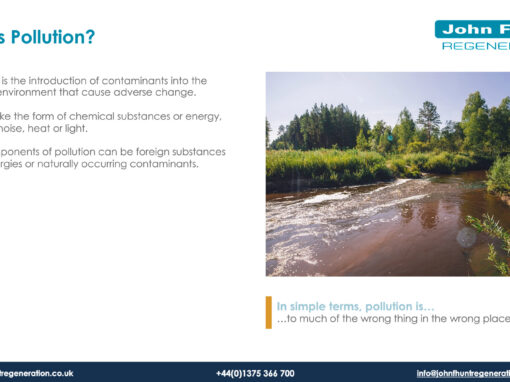 s Pollution?
John F
REGENE
is the introduction of contaminants into the
environment that cause adverse change.
ke the form of chemical substances or energy,
noise, heat or light.
ponents of pollution can be foreign substances
rgies or naturally occurring contaminants.
In simple terms, pollution is…
…to much of the wrong thing in the wrong place
tregeneration.co.uk
+44(0)1375 366 700
info@johnfhuntregenerati